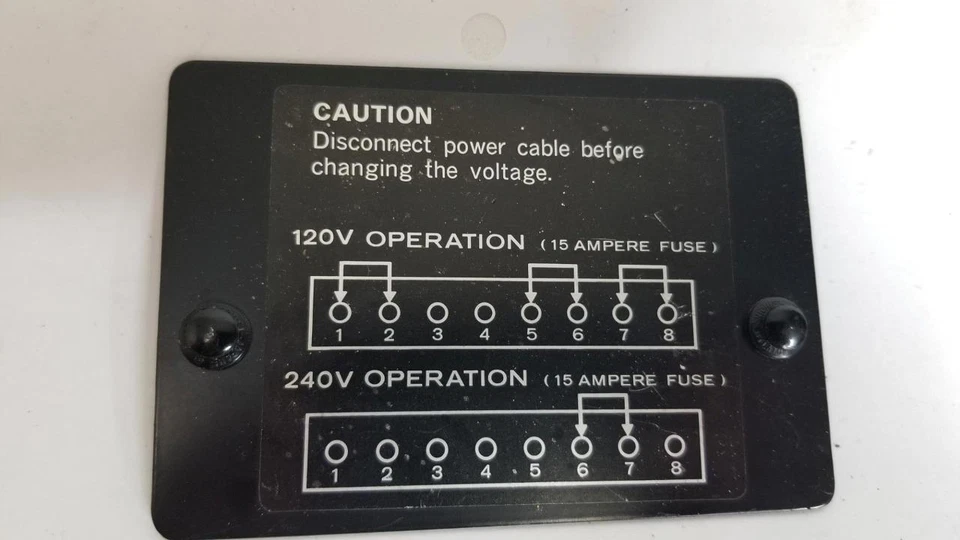 CAUTION
Disconnect power cable before
changing the voltage.
120V OPERATION (15 AMPERE FUSE)
1 2 3 4 5 6 7 8
240V OPERATION (15 AMPERE FUSE)
1 2 3 4 5 6 7 8